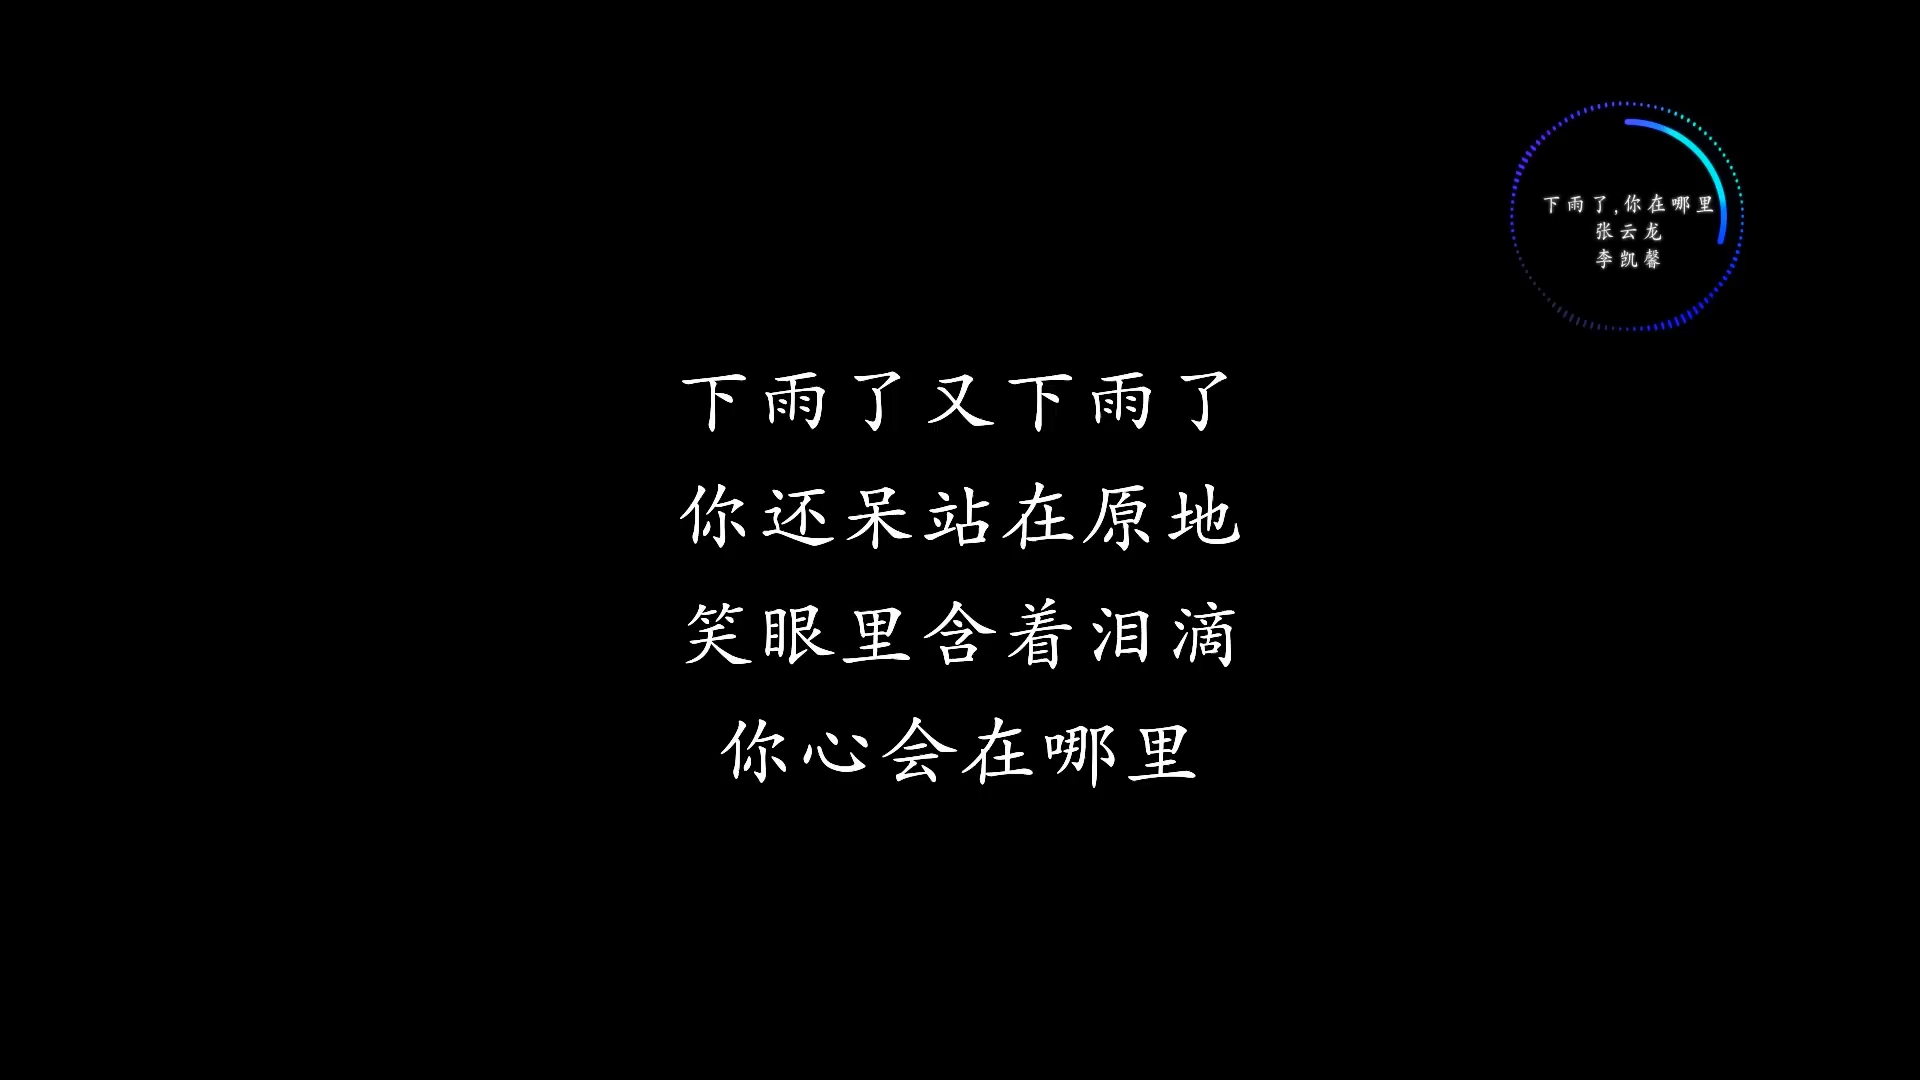 下雨了,你在哪里
张云龙
李凯馨
下雨了又下雨了
你还呆站在原地
笑眼里含着泪滴
你心会在哪里